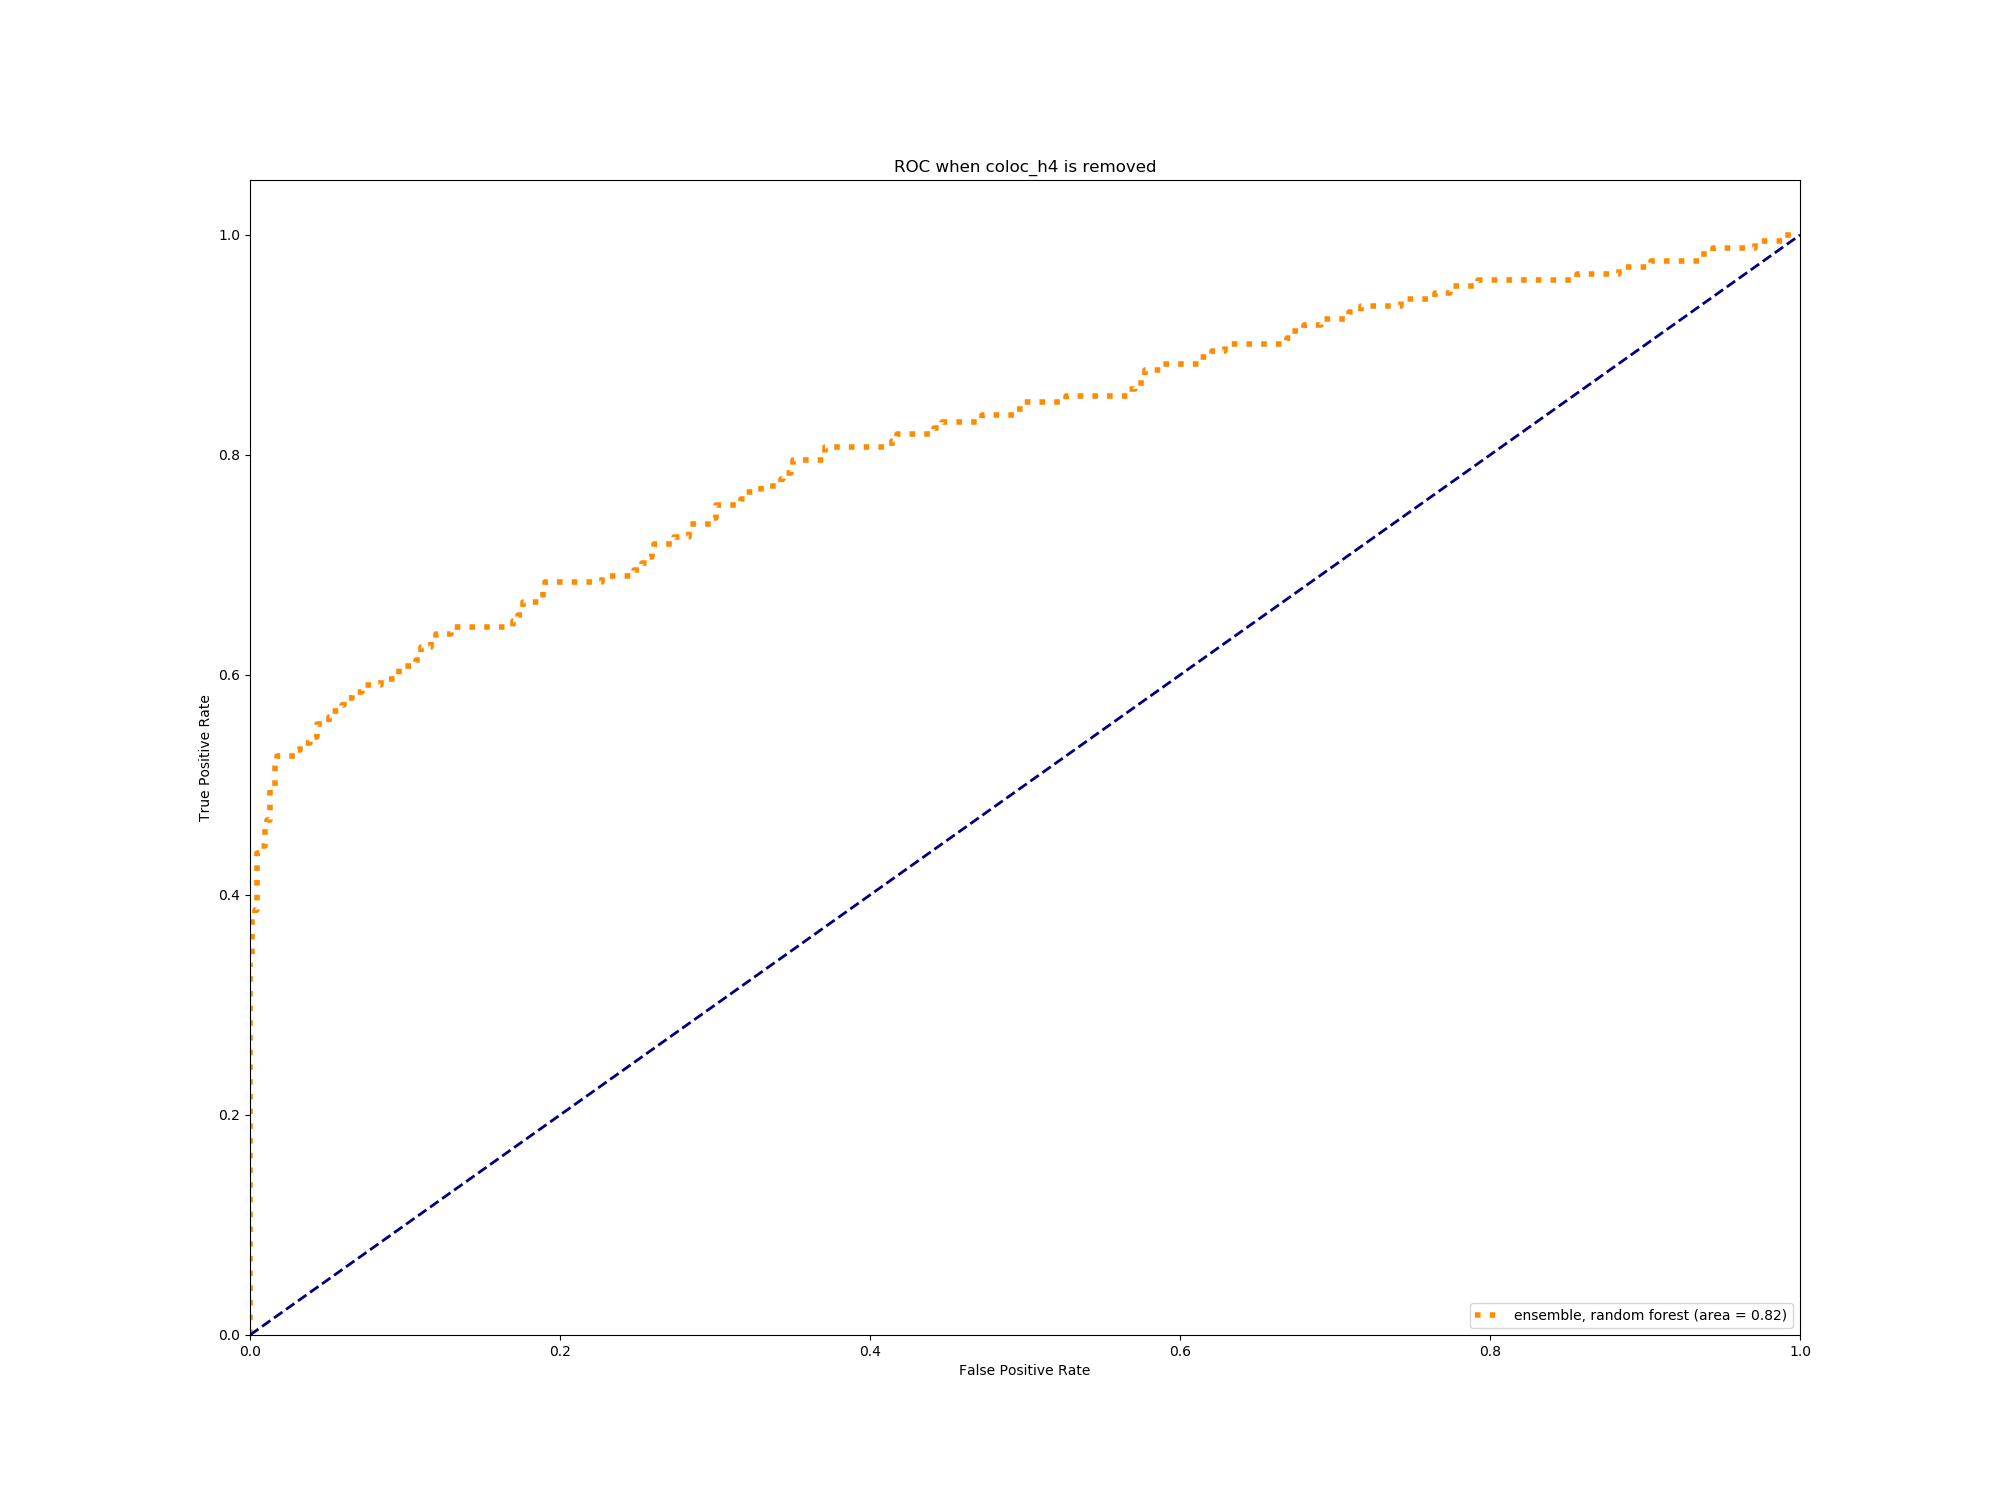 ROC when coloc_h4 is removed
1.0
0.8
0.6
0.4
0.2
0.0
True Positive Rate
0.0 0.2 0.4 0.6 0.8 1.0
False Positive Rate
ensemble, random forest (area = 0.82)